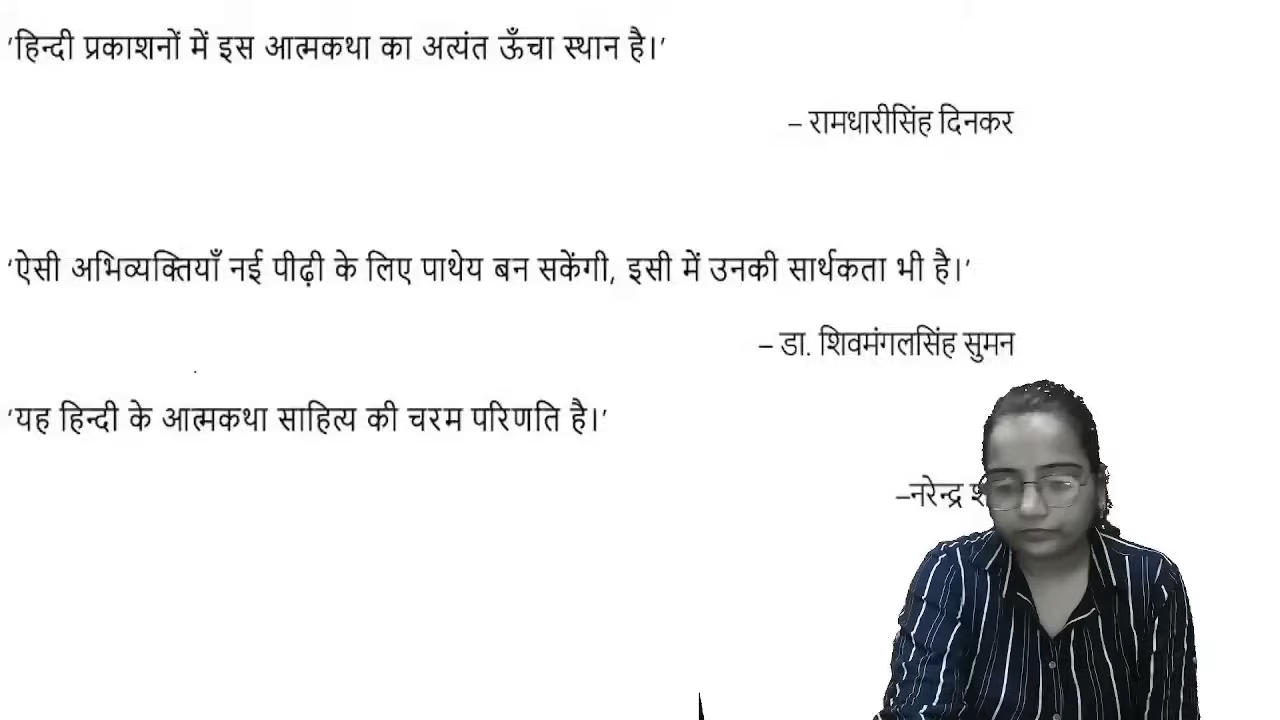 'हिन्दी प्रकाशनों में इस आत्मकथा का अत्यंत ऊँचा स्थान है।'
– रामधारीसिंह दिनकर
'ऐसी अभिव्यक्तियाँ नई पीढ़ी के लिए पाथेय बन सकेंगी, इसी में उनकी सार्थकता भी है।'
– डा. शिवमंगलसिंह सुमन
'यह हिन्दी के आत्मकथा साहित्य की चरम परिणति है।'
–नरेन्द्र